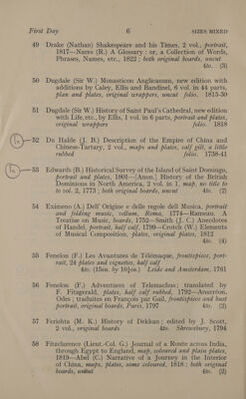 First Day 6 SIZES MIXED
49 Drake (Nathan) Shakespeare and his Times, 2 vol., portrait,
1817—Nares (R.) A Glossary: or, a Collection of Words,
Phrases, Names, etc., 1822; both original boards, uncut
4to. (3)
50 Dugdale (Sir W.) Monasticon Anglicanum, new edition with
additions by Caley, Ellis and Bandinel, 6 vol. in 44 parts,
plan and plates, original wrappers, uncut folio. 1813-30
51 Dugdale (Sir W.) History of Saint Paul's Cathedral, new edition
with Life, etc., by Ellis, 1 vol. in 6 parts, portrait and plates,
original wrappers folio. 1818
52 Du Halde (J. B.) Description of the Empire of China and
Chinese-Tartary, 2 vol., maps and plates, calf gilt, a little
rubbed folio. 1738-41
53 Edwards (B.) Historical Survey of the Island of Saint Domingo,
portrait and plates, 1801—Anon. History of the British
Dominions in North America, 2 vol. in 1, map, no title to
to vol. 2, 1773; both original boards, uncut 4to. (2)
54 Eximeno (A.) Dell' Origine e delle regole dell Musica, portrait
and folding music, vellum, Roma, 1774—Rameau. A
Treatise on Music, boards, 1752—Smith (J. C.) Anecdotes
of Handel, portrait, half calf, 1799—Crotch (W.) Elements
of Musical Composition, plates, original plates, 1812
4to. (4)
55 Fenelon (F.) Les Avantures de Télemaque, frontispiece, port-
rait, 24 plates and vignettes, half calf
4to. Leide and Amsterdam, 1761
56 Fenelon (F.) Adventures of Telemachus; translated by
F. Fitzgerald, plates, half calf rubbed, 1792—Anacréon,
Odes; traduites en François par Gail, frontispiece and bust
portrait, original boards, Paris, 1797 4to. (2)
57 Ferishta (M. K.) History of Dekkan; edited by J. Scott,
2 vol., original boards 4to. Shrewsbury, 1794
58 Fitzclarence (Lieut.-Col. G.) Journal of a Route across India,
through Egypt to England, map, coloured and plain plates,
1819—Abel (C.) Narrative of a Journey in the Interior
of China, maps, plates, some coloured, 1818; both original
boards, uncut 4to. (2)